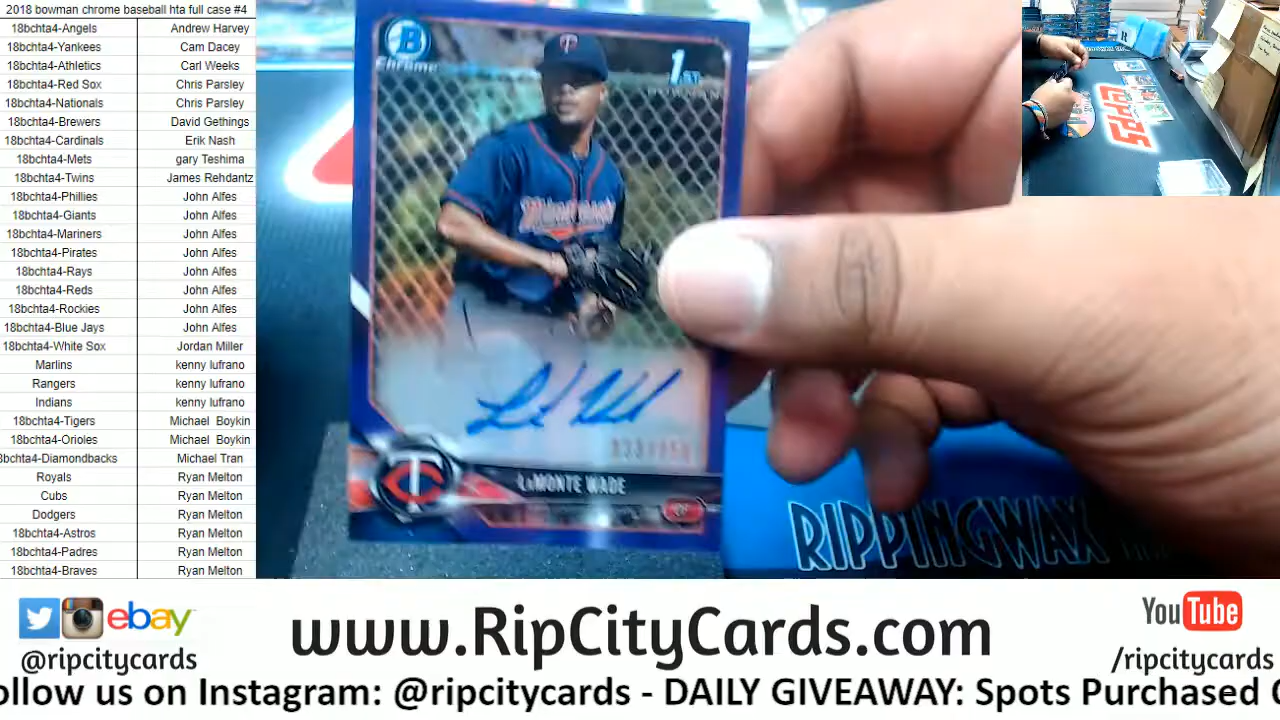 2018 bowman chrome baseball hta full case #4
18bchta4-Angels Andrew Harvey
18bchta4-Yankees Cam Dacey
18bchta4-Athletics Carl Weeks
18bchta4-Red Sox Chris Parsley
18bchta4-Nationals Chris Parsley
18bchta4-Brewers David Gethings
18bchta4-Cardinals Erik Nash
18bchta4-Mets gary Teshima
18bchta4-Twins James Rehdantz
18bchta4-Phillies John Alfes
18bchta4-Giants John Alfes
18bchta4-Mariners John Alfes
18bchta4-Pirates John Alfes
18bchta4-Rays John Alfes
18bchta4-Reds John Alfes
18bchta4-Rockies John Alfes
18bchta4-Blue Jays John Alfes
18bchta4-White Sox Jordan Miller
Marlins kenny lufrano
Rangers kenny lufrano
Indians kenny lufrano
18bchta4-Tigers Michael Boykin
18bchta4-Orioles Michael Boykin
8bchta4-Diamondbacks Michael Tran
Royals Ryan Melton
Cubs Ryan Melton
Dodgers Ryan Melton
18bchta4-Astros Ryan Melton
18bchta4-Padres Ryan Melton
18bchta4-Braves Ryan Melton
B
Chrome
1ST
BOWMAN
LaMONTE WADE
RIPPINGWAX
ebay
@ripcitycards
www.RipCityCards.com
YouTube
/ripcitycards
ollow us on Instagram: @ripcitycards - DAILY GIVEAWAY: Spots Purchased